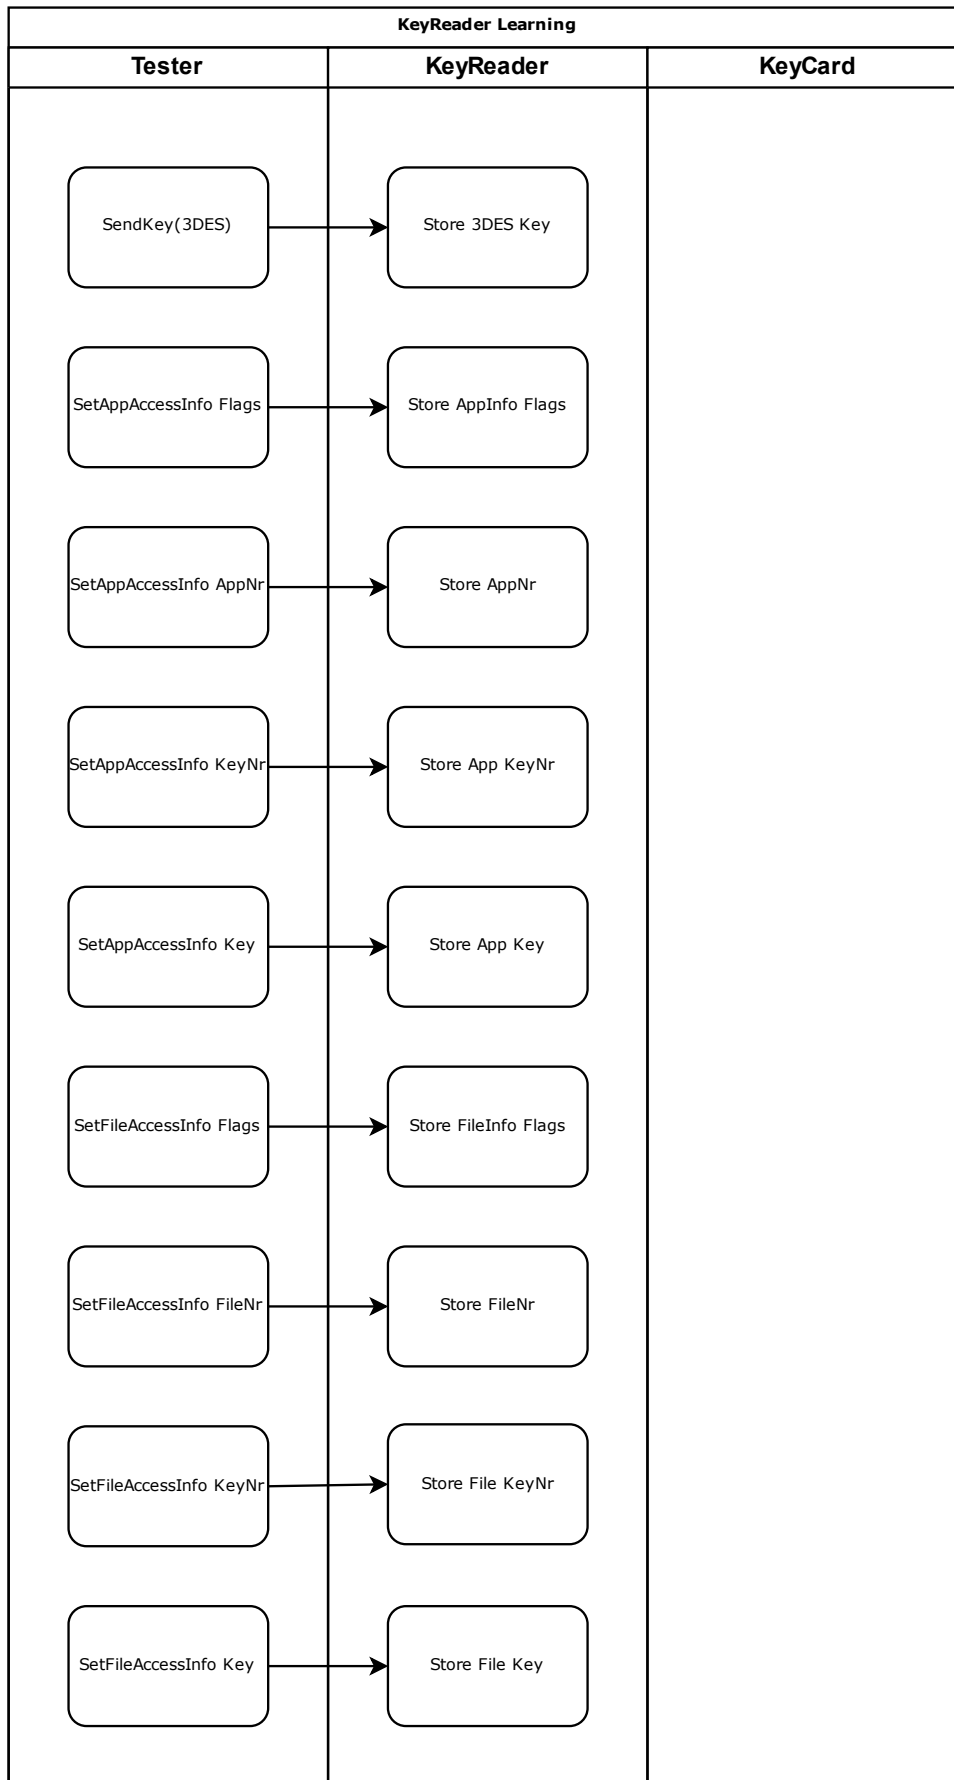 KeyReader Learning
Tester
KeyReader
KeyCard
SendKey(3DES)
Store 3DES Key
SetAppAccessInfo Flags
Store AppInfo Flags
SetAppAccessInfo AppNr
Store AppNr
SetAppAccessInfo KeyNr
Store App KeyNr
SetAppAccessInfo Key
Store App Key
SetFileAccessInfo Flags
Store FileInfo Flags
SetFileAccessInfo FileNr
Store FileNr
SetFileAccessInfo KeyNr
Store File KeyNr
SetFileAccessInfo Key
Store File Key